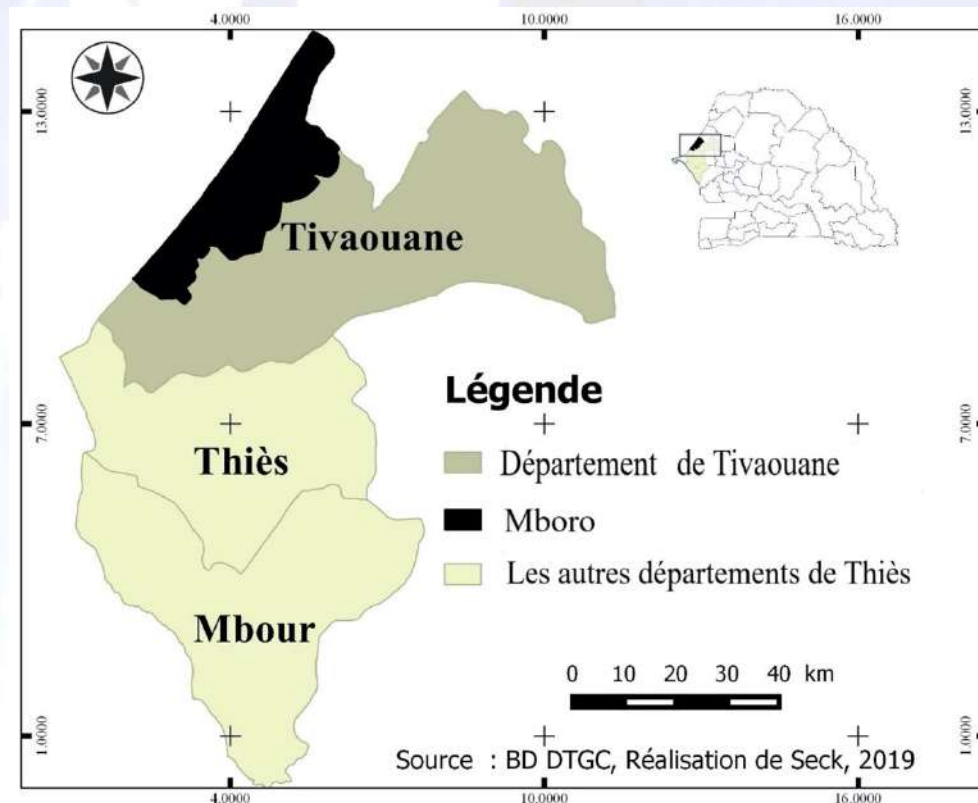 4.0000
10.0000
16.0000
13.0000
13.0000
Tivaouane
7.0000
7.0000
Légende
Département de Tivaouane
Thiès
Mboro
Les autres départements de Thiès
Mbour
0 10 20 30 40 km
1.0000
1.0000
Source : BD DTGC, Réalisation de Seck, 2019
4.0000
10.0000
16.0000